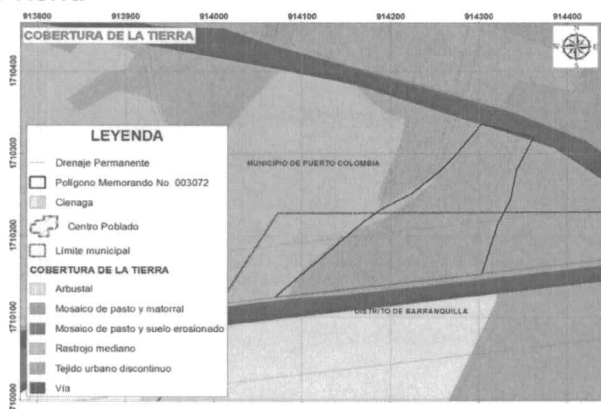 913800 913900 914000 914100 914200 914300 914400
COBERTURA DE LA TIERRA
N
W E
S
1710400
1710300
1710200
1710100
1710000
MUNICIPIO DE PUERTO COLOMBIA
DISTRITO DE BARRANQUILLA
LEYENDA
Drenaje Permanente
Polígono Memorando No 003072
Cienaga
Centro Poblado
Límite municipal
COBERTURA DE LA TIERRA
Arbustal
Mosaico de pasto y matorral
Mosaico de pasto y suelo erosionado
Rastrojo mediano
Tejido urbano discontinuo
Vía